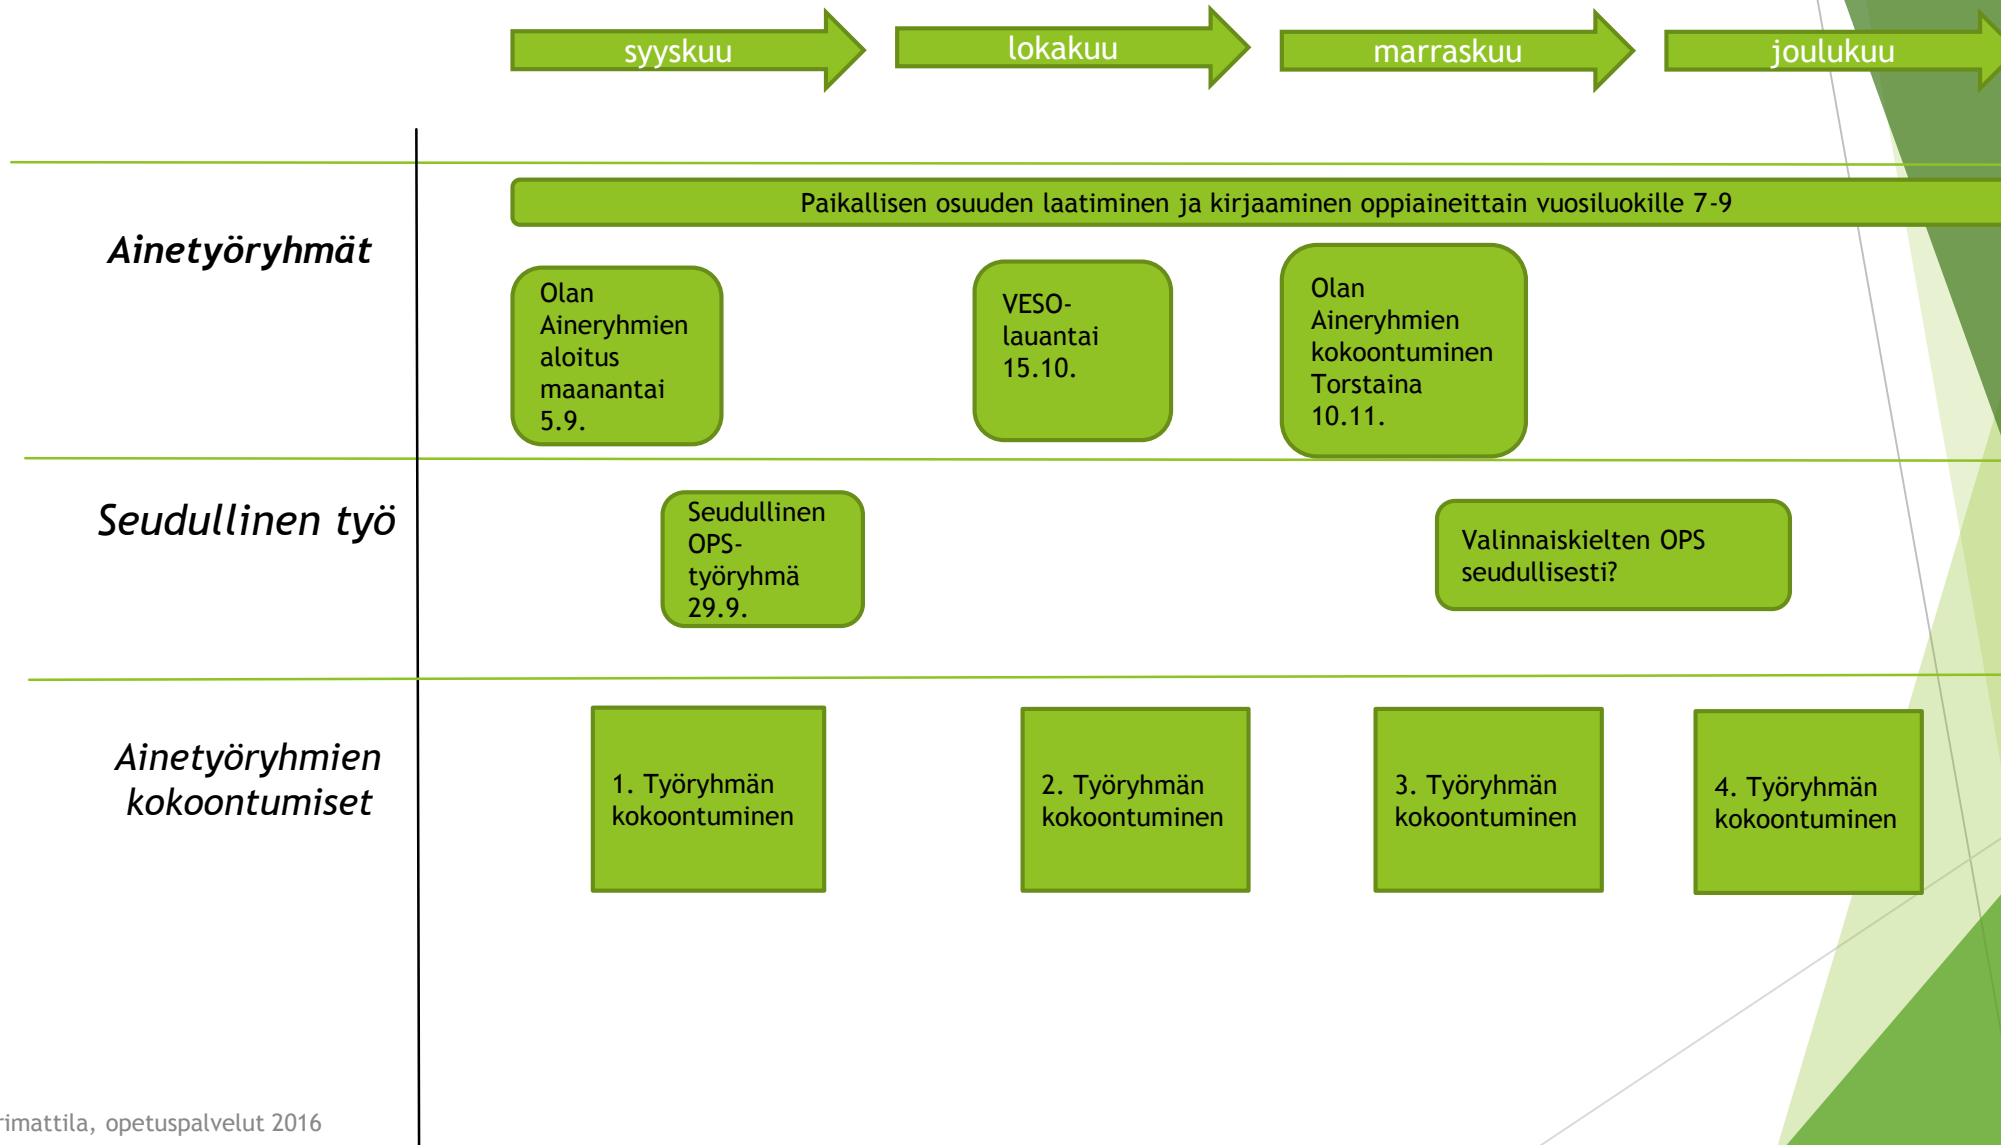 syyskuu
lokakuu
marraskuu
joulukuu
Paikallisen osuuden laatiminen ja kirjaaminen oppiaineittain vuosiluokille 7-9
Ainetyöryhmät
Olan
Aineryhmien
aloitus
maanantai
5.9.
VESO-
lauantai
15.10.
Olan
Aineryhmien
kokoontuminen
Torstaina
10.11.
Seudullinen työ
Seudullinen
OPS-
työryhmä
29.9.
Valinnaiskielten OPS
seudullisesti?
Ainetyöryhmien
kokoontumiset
1. Työryhmän
kokoontuminen
2. Työryhmän
kokoontuminen
3. Työryhmän
kokoontuminen
4. Työryhmän
kokoontuminen
rimattila, opetuspalvelut 2016